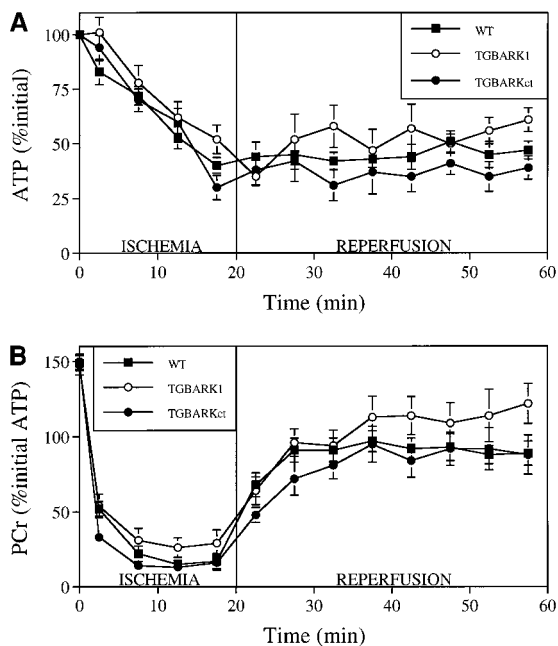 A
WT
TGBARK1
TGBARKct
ATP (%initial)
100
75
50
25
0
ISCHEMIA
REPERFUSION
0
10
20
30
40
50
60
Time (min)
B
WT
TGBARK1
TGBARKct
PCr (%initial ATP)
150
100
50
0
ISCHEMIA
REPERFUSION
0
10
20
30
40
50
60
Time (min)